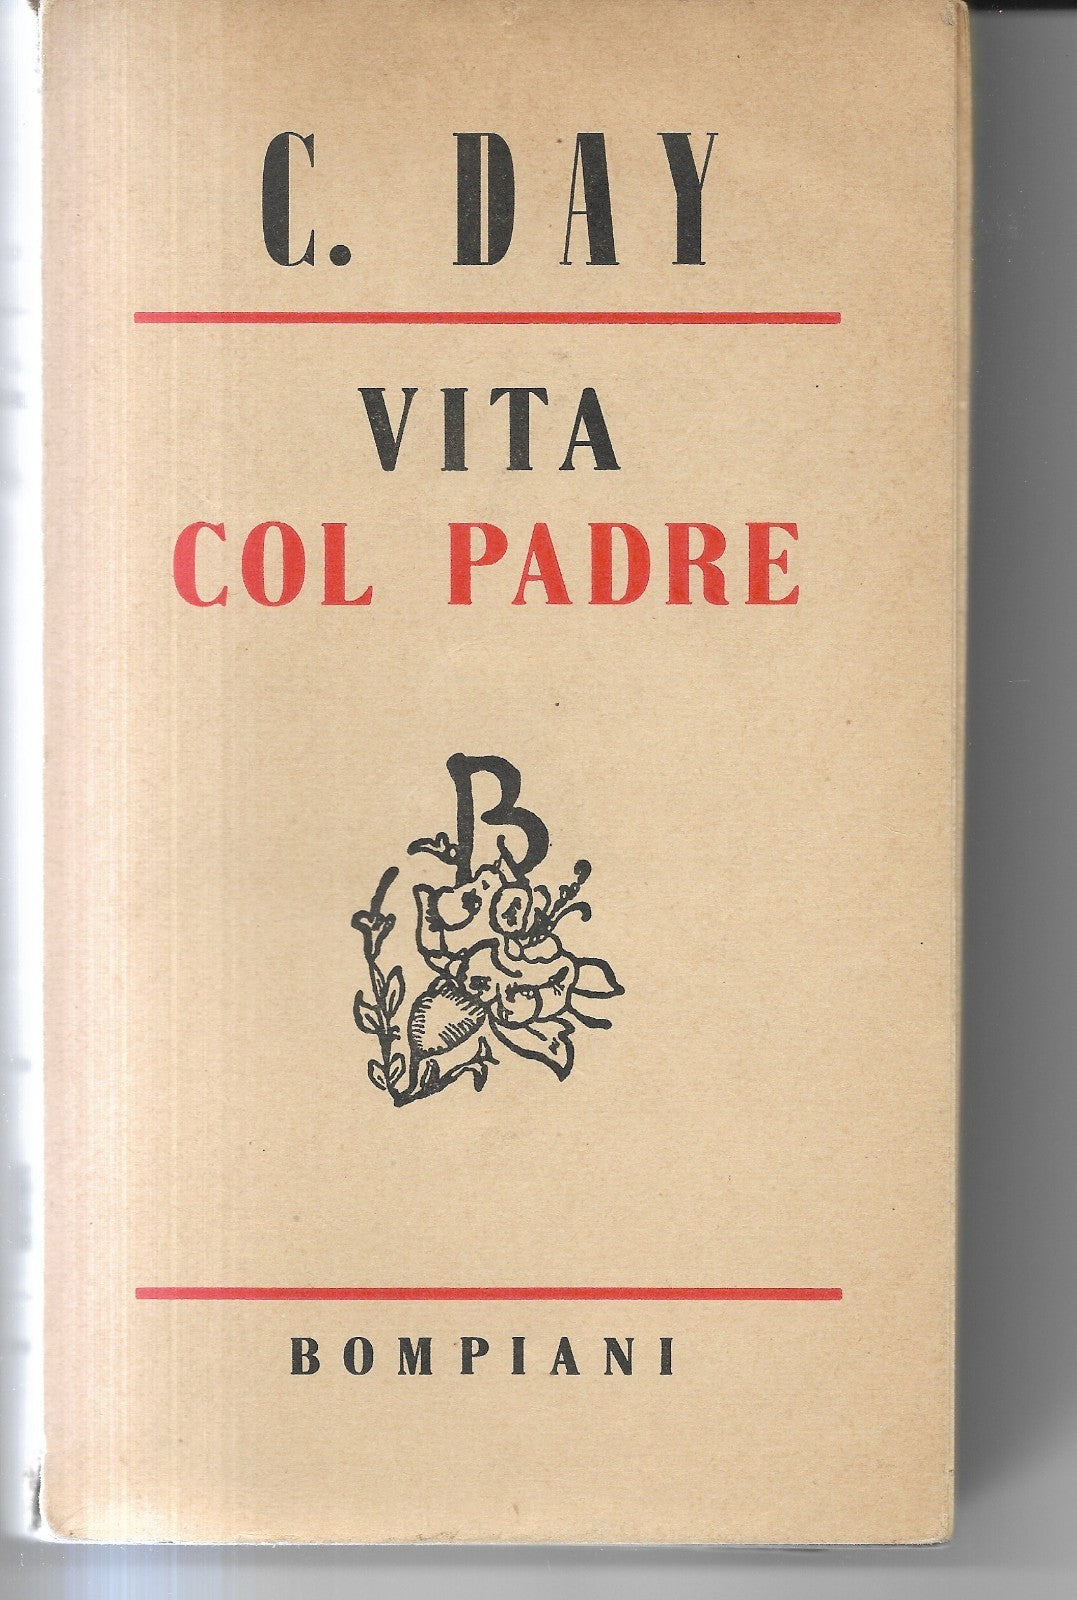 C. DAY
VITA
COL PADRE
B
BOMPIANI